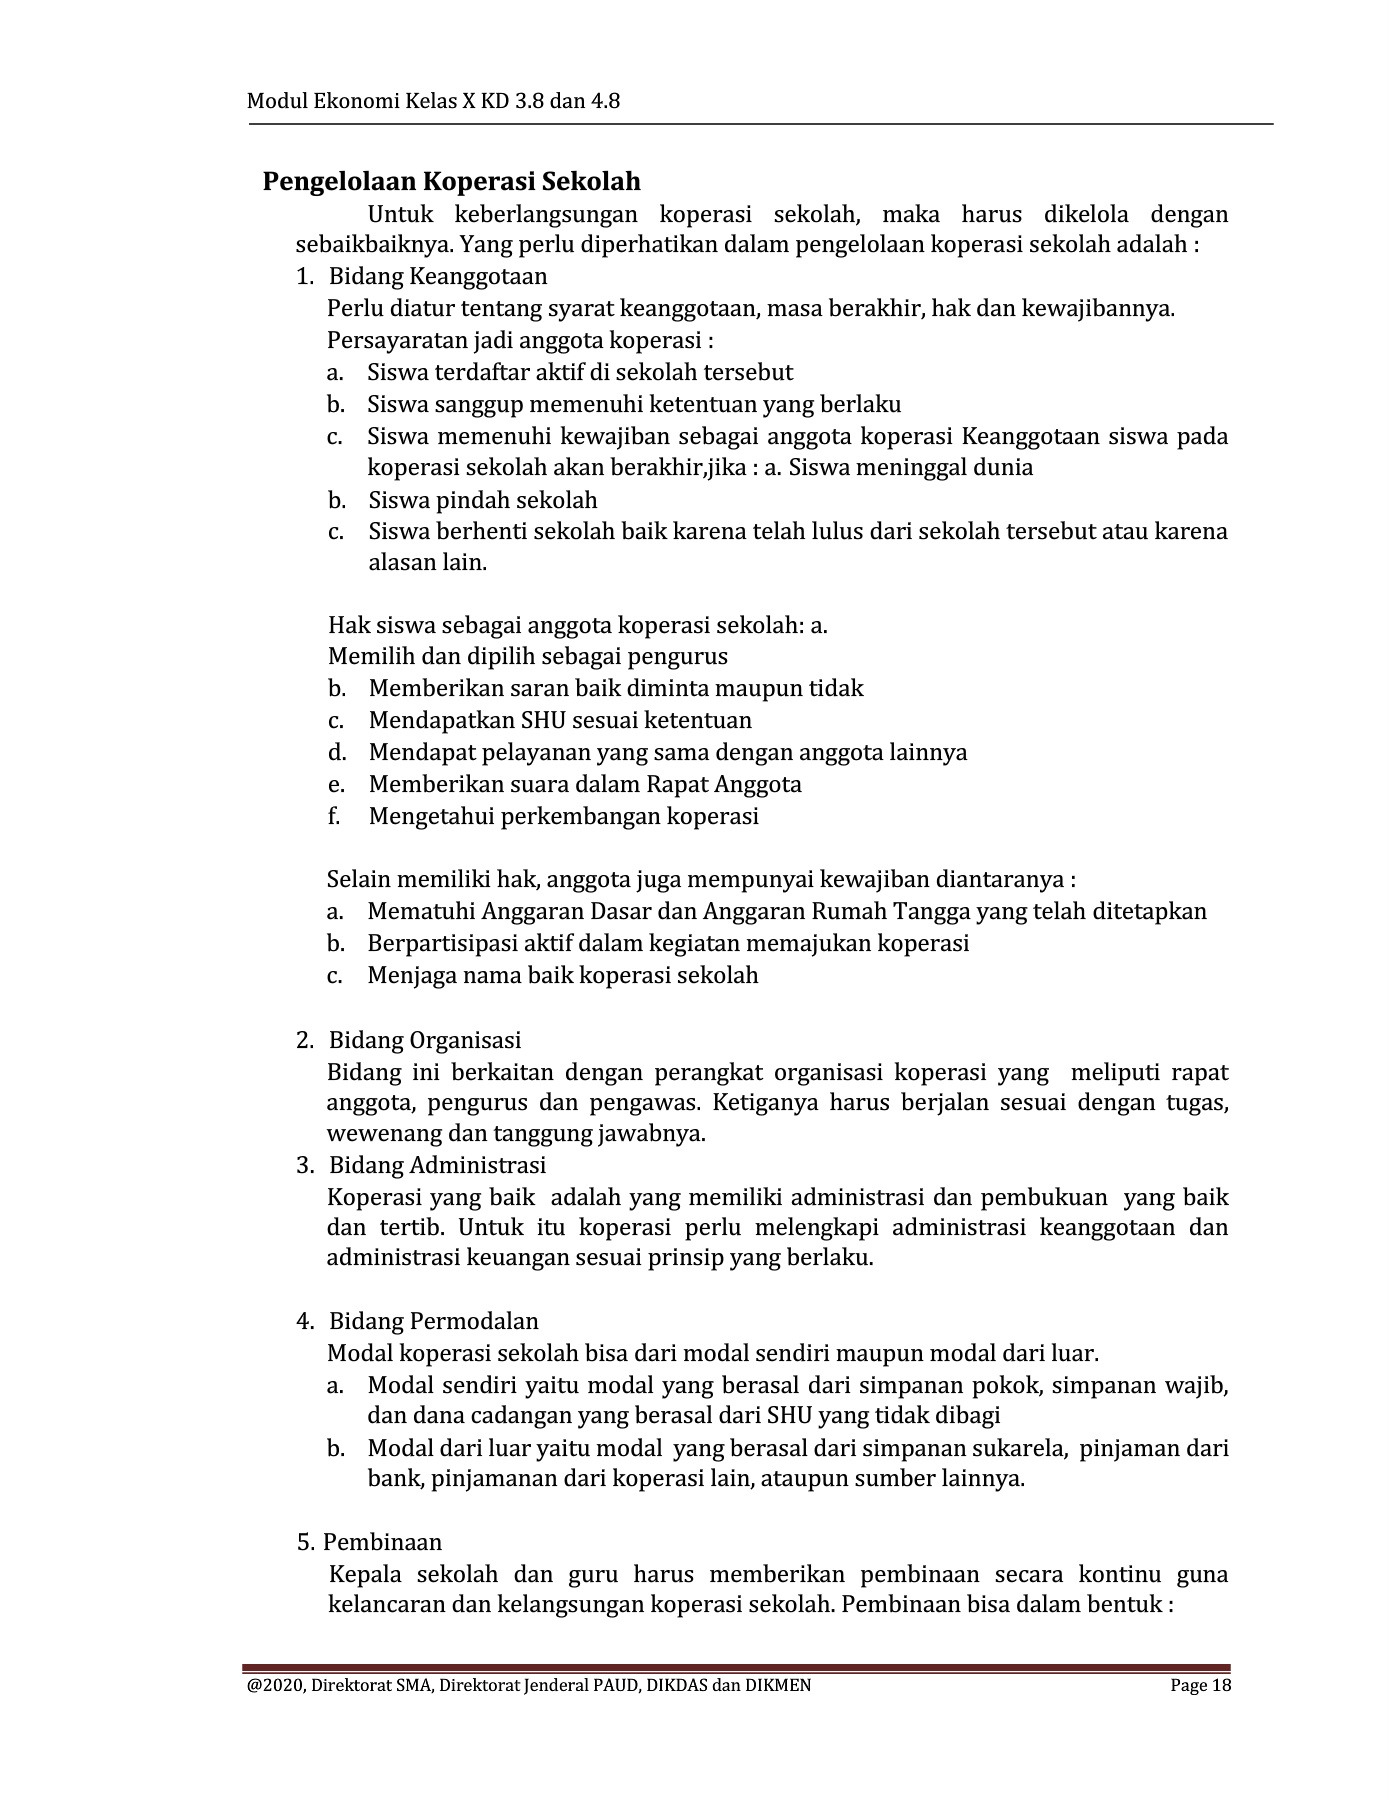 Modul Ekonomi Kelas X KD 3.8 dan 4.8
Pengelolaan Koperasi Sekolah
Untuk keberlangsungan koperasi sekolah, maka harus dikelola dengan
sebaikbaiknya. Yang perlu diperhatikan dalam pengelolaan koperasi sekolah adalah :
1. Bidang Keanggotaan
Perlu diatur tentang syarat keanggotaan, masa berakhir, hak dan kewajibannya.
Persayaratan jadi anggota koperasi :
a. Siswa terdaftar aktif di sekolah tersebut
b. Siswa sanggup memenuhi ketentuan yang berlaku
c. Siswa memenuhi kewajiban sebagai anggota koperasi Keanggotaan siswa pada
koperasi sekolah akan berakhir,jika : a. Siswa meninggal dunia
b. Siswa pindah sekolah
c. Siswa berhenti sekolah baik karena telah lulus dari sekolah tersebut atau karena
alasan lain.
Hak siswa sebagai anggota koperasi sekolah: a.
Memilih dan dipilih sebagai pengurus
b. Memberikan saran baik diminta maupun tidak
c. Mendapatkan SHU sesuai ketentuan
d. Mendapat pelayanan yang sama dengan anggota lainnya
e. Memberikan suara dalam Rapat Anggota
f. Mengetahui perkembangan koperasi
Selain memiliki hak, anggota juga mempunyai kewajiban diantaranya :
a. Mematuhi Anggaran Dasar dan Anggaran Rumah Tangga yang telah ditetapkan
b. Berpartisipasi aktif dalam kegiatan memajukan koperasi
c. Menjaga nama baik koperasi sekolah
2. Bidang Organisasi
Bidang ini berkaitan dengan perangkat organisasi koperasi yang meliputi rapat
anggota, pengurus dan pengawas. Ketiganya harus berjalan sesuai dengan tugas,
wewenang dan tanggung jawabnya.
3. Bidang Administrasi
Koperasi yang baik adalah yang memiliki administrasi dan pembukuan yang baik
dan tertib. Untuk itu koperasi perlu melengkapi administrasi keanggotaan dan
administrasi keuangan sesuai prinsip yang berlaku.
4. Bidang Permodalan
Modal koperasi sekolah bisa dari modal sendiri maupun modal dari luar.
a. Modal sendiri yaitu modal yang berasal dari simpanan pokok, simpanan wajib,
dan dana cadangan yang berasal dari SHU yang tidak dibagi
b. Modal dari luar yaitu modal yang berasal dari simpanan sukarela, pinjaman dari
bank, pinjamanan dari koperasi lain, ataupun sumber lainnya.
5. Pembinaan
Kepala sekolah dan guru harus memberikan pembinaan secara kontinu guna
kelancaran dan kelangsungan koperasi sekolah. Pembinaan bisa dalam bentuk :
@2020, Direktorat SMA, Direktorat Jenderal PAUD, DIKDAS dan DIKMEN Page 18